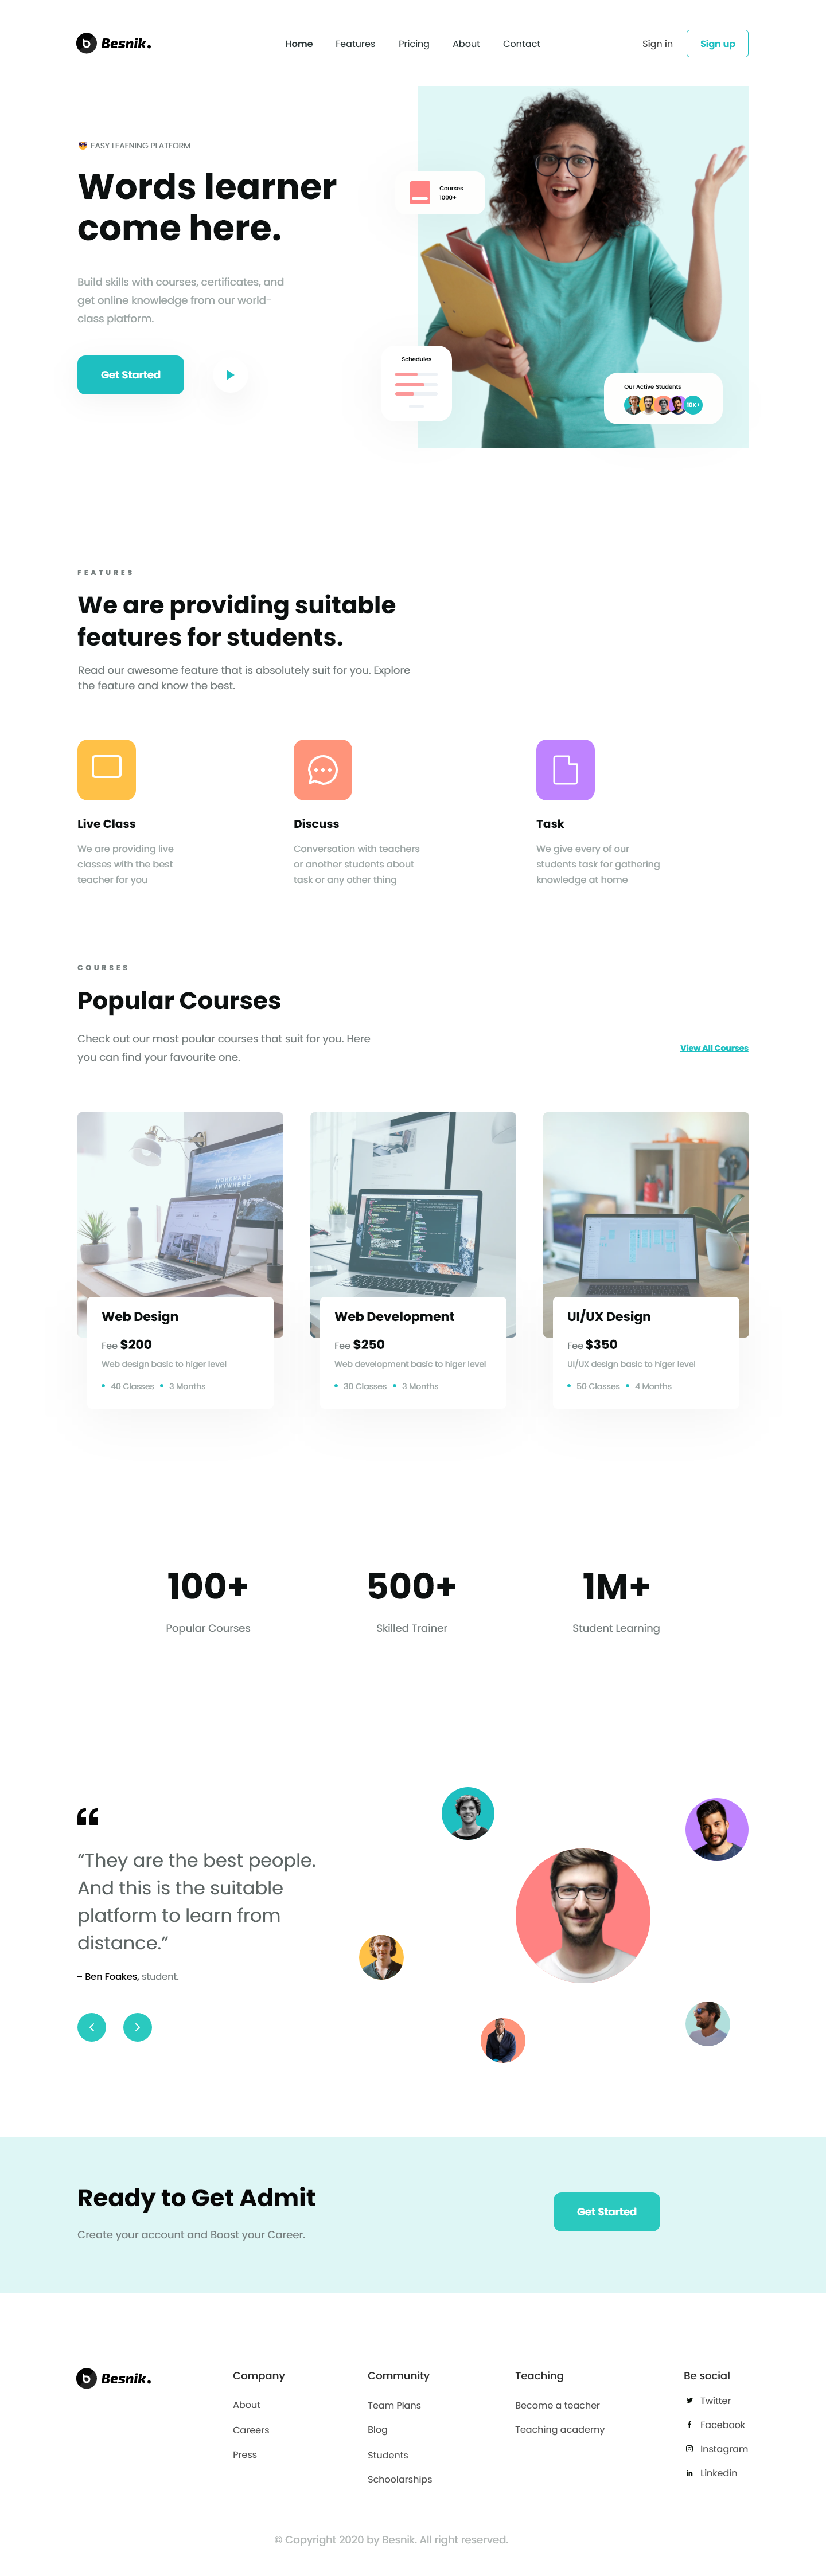 Besnik.
Home Features Pricing About Contact
Sign in Sign up
EASY LEAENING PLATFORM
Words learner
come here.
Build skills with courses, certificates, and
get online knowledge from our world-
class platform.
Get Started
Courses
1000+
Schedules
Our Active Students
10K+
FEATURES
We are providing suitable
features for students.
Read our awesome feature that is absolutely suit for you. Explore
the feature and know the best.
Live Class
We are providing live
classes with the best
teacher for you
Discuss
Conversation with teachers
or another students about
task or any other thing
Task
We give every of our
students task for gathering
knowledge at home
COURSES
Popular Courses
Check out our most poular courses that suit for you. Here
you can find your favourite one.
View All Courses
Web Design
Fee $200
Web design basic to higer level
40 Classes 3 Months
Web Development
Fee $250
Web development basic to higer level
30 Classes 3 Months
UI/UX Design
Fee $350
UI/UX design basic to higer level
50 Classes 4 Months
100+
Popular Courses
500+
Skilled Trainer
1M+
Student Learning
“They are the best people.
And this is the suitable
platform to learn from
distance.”
– Ben Foakes, student.
Ready to Get Admit
Create your account and Boost your Career.
Get Started
Besnik.
Company
About
Careers
Press
Community
Team Plans
Blog
Students
Schoolarships
Teaching
Become a teacher
Teaching academy
Be social
Twitter
Facebook
Instagram
Linkedin
© Copyright 2020 by Besnik. All right reserved.